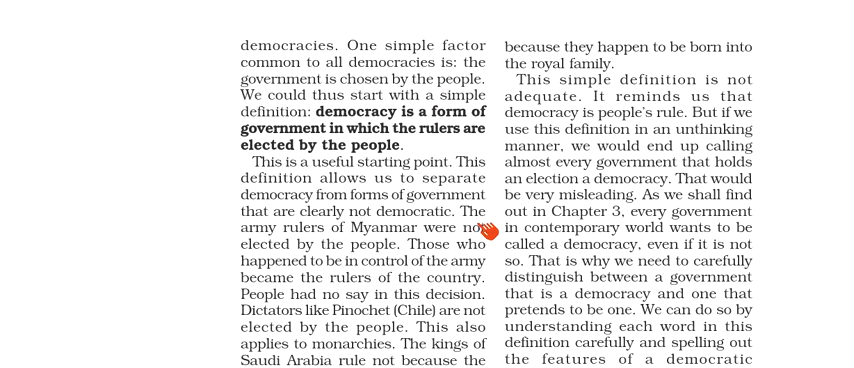 democracies. One simple factor
common to all democracies is: the
government is chosen by the people.
We could thus start with a simple
definition: democracy is a form of
government in which the rulers are
elected by the people.
This is a useful starting point. This
definition allows us to separate
democracy from forms of government
that are clearly not democratic. The
army rulers of Myanmar were not
elected by the people. Those who
happened to be in control of the army
became the rulers of the country.
People had no say in this decision.
Dictators like Pinochet (Chile) are not
elected by the people. This also
applies to monarchies. The kings of
Saudi Arabia rule not because the
because they happen to be born into
the royal family.
This simple definition is not
adequate. It reminds us that
democracy is people's rule. But if we
use this definition in an unthinking
manner, we would end up calling
almost every government that holds
an election a democracy. That would
be very misleading. As we shall find
out in Chapter 3, every government
in contemporary world wants to be
called a democracy, even if it is not
so. That is why we need to carefully
distinguish between a government
that is a democracy and one that
pretends to be one. We can do so by
understanding each word in this
definition carefully and spelling out
the features of a democratic